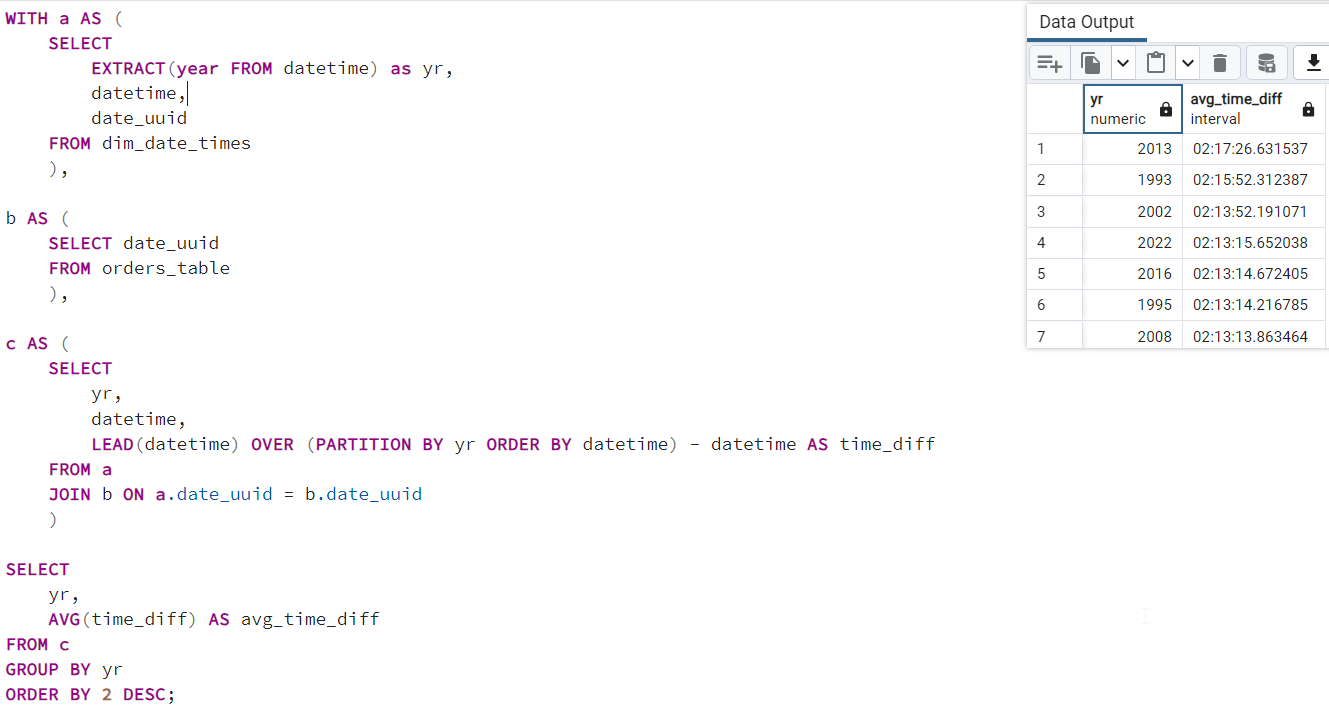 WITH a AS (
    SELECT
        EXTRACT(year FROM datetime) as yr,
        datetime,
        date_uuid
    FROM dim_date_times
    ),

b AS (
    SELECT date_uuid
    FROM orders_table
    ),

c AS (
    SELECT
        yr,
        datetime,
        LEAD(datetime) OVER (PARTITION BY yr ORDER BY datetime) - datetime AS time_diff
    FROM a
    JOIN b ON a.date_uuid = b.date_uuid
    )

SELECT
    yr,
    AVG(time_diff) AS avg_time_diff
FROM c
GROUP BY yr
ORDER BY 2 DESC;
Data Output
yr avg_time_diff
numeric interval
1 2013 02:17:26.631537
2 1993 02:15:52.312387
3 2002 02:13:52.191071
4 2022 02:13:15.652038
5 2016 02:13:14.672405
6 1995 02:13:14.216785
7 2008 02:13:13.863464